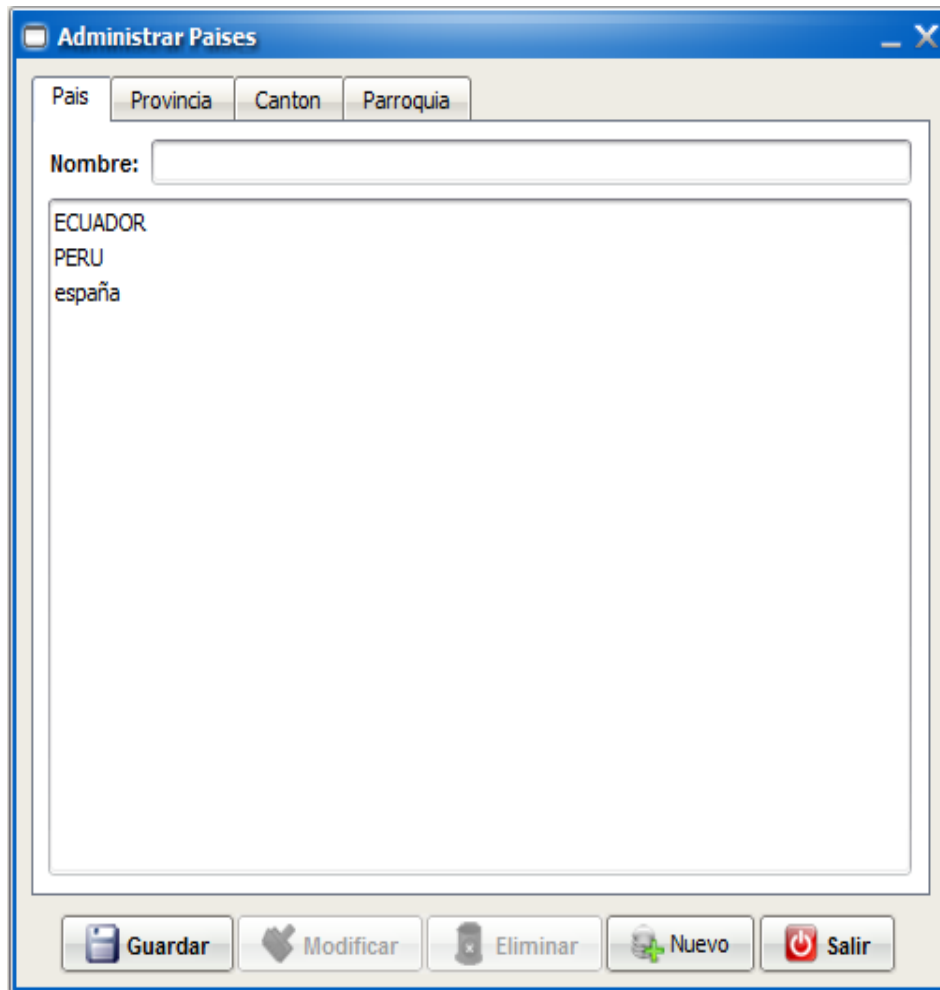 Administrar Paises
Pais Provincia Canton Parroquia
Nombre:
ECUADOR
PERU
españa
Guardar Modificar Eliminar Nuevo Salir